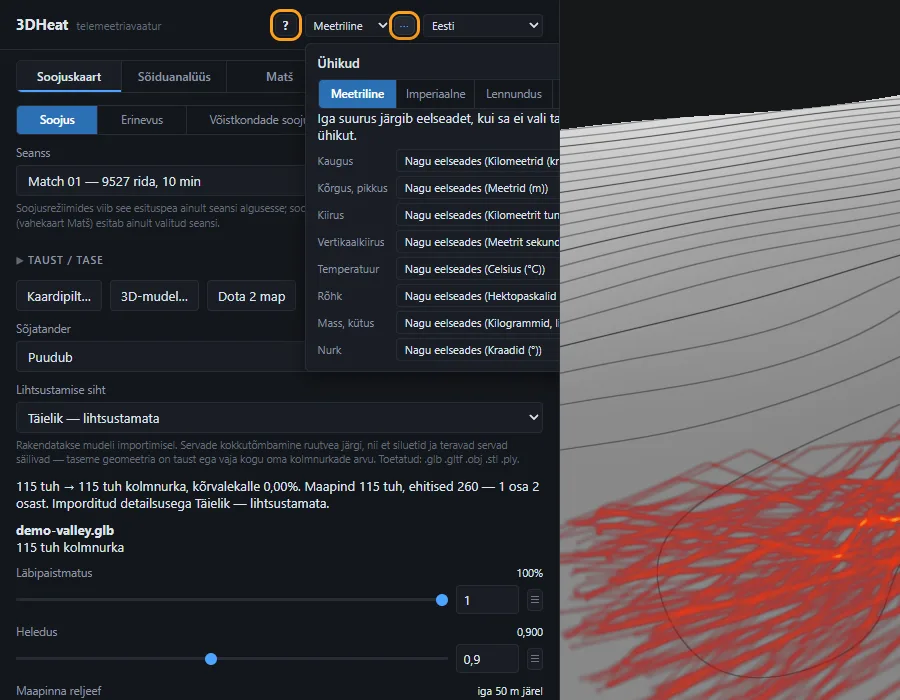 3DHeat telemeetriavaatur ? Meetriline ... Eesti
Soojuskaart Sõiduanalüüs Matš
Soojus Erinevus Võistkondade sooju
Seanss
Match 01 — 9527 rida, 10 min
Soojusrežiimides viib see esituspea ainult seansi algusesse; soo
(vahekaart Matš) esitab ainult valitud seansi.
▶ TAUST / TASE
Kaardipilt... 3D-mudel... Dota 2 map
Sõjatander
Puudub
Ühikud
Meetriline Imperiaalne Lennundus
Iga suurus järgib eelseadet, kui sa ei vali ta
ühikut.
Kaugus Nagu eelseades (Kilomeetrid (km
Kõrgus, pikkus Nagu eelseades (Meetrid (m))
Kiirus Nagu eelseades (Kilomeetrit tun
Vertikaalkiirus Nagu eelseades (Meetrit sekund
Temperatuur Nagu eelseades (Celsius (°C))
Rõhk Nagu eelseades (Hektopaskalid
Mass, kütus Nagu eelseades (Kilogrammid, li
Nurk Nagu eelseades (Kraadid (°))
Lihtsustamise siht
Täielik — lihtsustamata
Rakendatakse mudeli importimisel. Servade kokkutõmbamine ruutvea järgi, nii et siluetid ja teravad servad
säilivad — taseme geomeetria on taust ega vaja kogu oma kolmnurkade arvu. Toetatud: .glb .gltf .obj .stl .ply.
115 tuh → 115 tuh kolmnurka, kõrvalekalle 0,00%. Maapind 115 tuh, ehitised 260 — 1 osa 2
osast. Imporditud detailsusega Täielik — lihtsustamata.
demo-valley.glb
115 tuh kolmnurka
Läbipaistmatus 100%
1
Heledus 0,900
0,9
Maapinna reljeef iga 50 m järel